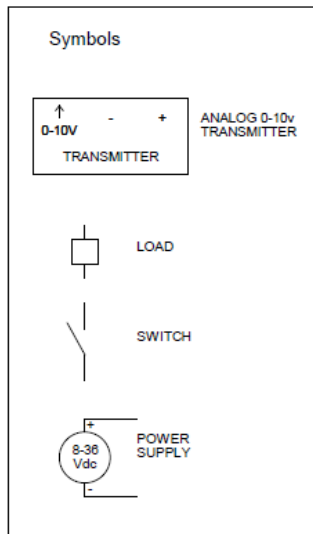 Symbols
↑ - +
0-10V
TRANSMITTER
ANALOG 0-10v
TRANSMITTER
LOAD
SWITCH
+
8-36
Vdc
-
POWER
SUPPLY